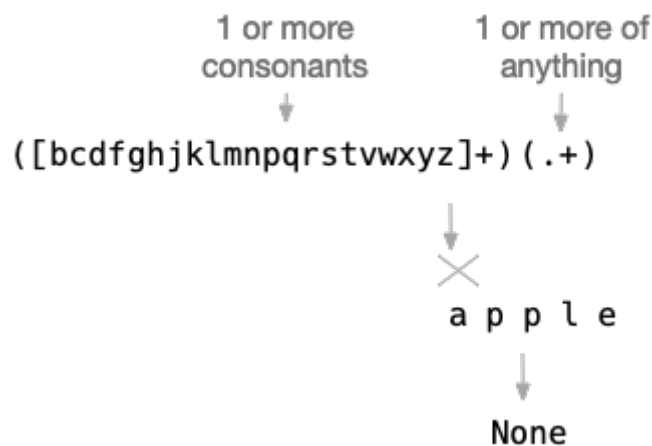 1 or more
consonants
1 or more of
anything
([bcdfghjklmnpqrstvwxyz]+)(.+)
a p p l e
None